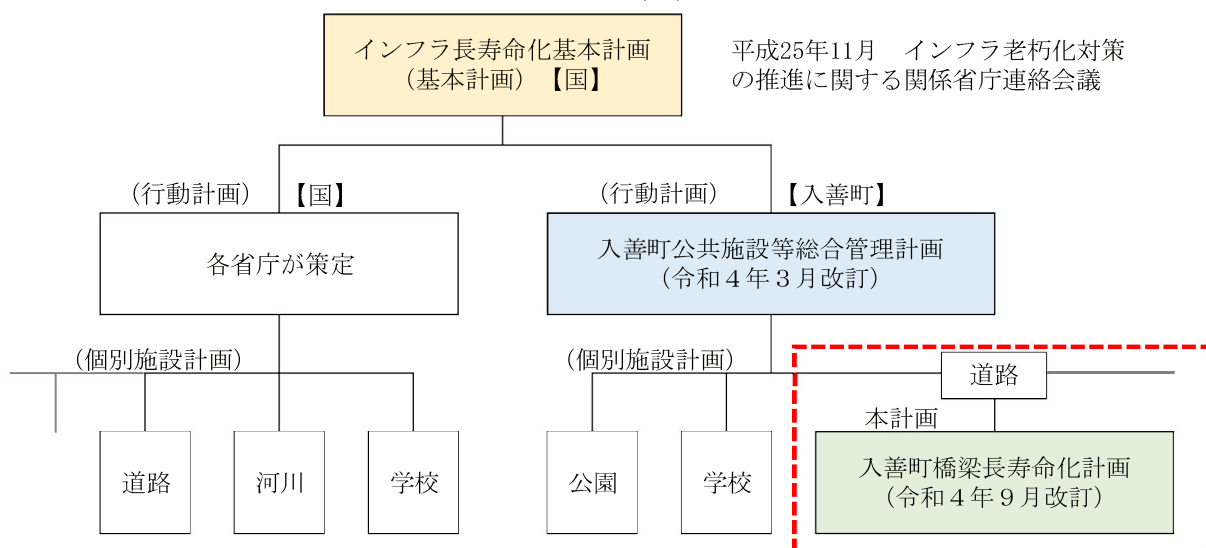 インフラ長寿命化基本計画
（基本計画）【国】
平成25年11月　インフラ老朽化対策
の推進に関する関係省庁連絡会議
（行動計画）
【国】
（行動計画）
【入善町】
各省庁が策定
入善町公共施設等総合管理計画
（令和４年３月改訂）
（個別施設計画）
（個別施設計画）
道路
本計画
道路
河川
学校
公園
学校
入善町橋梁長寿命化計画
（令和４年９月改訂）